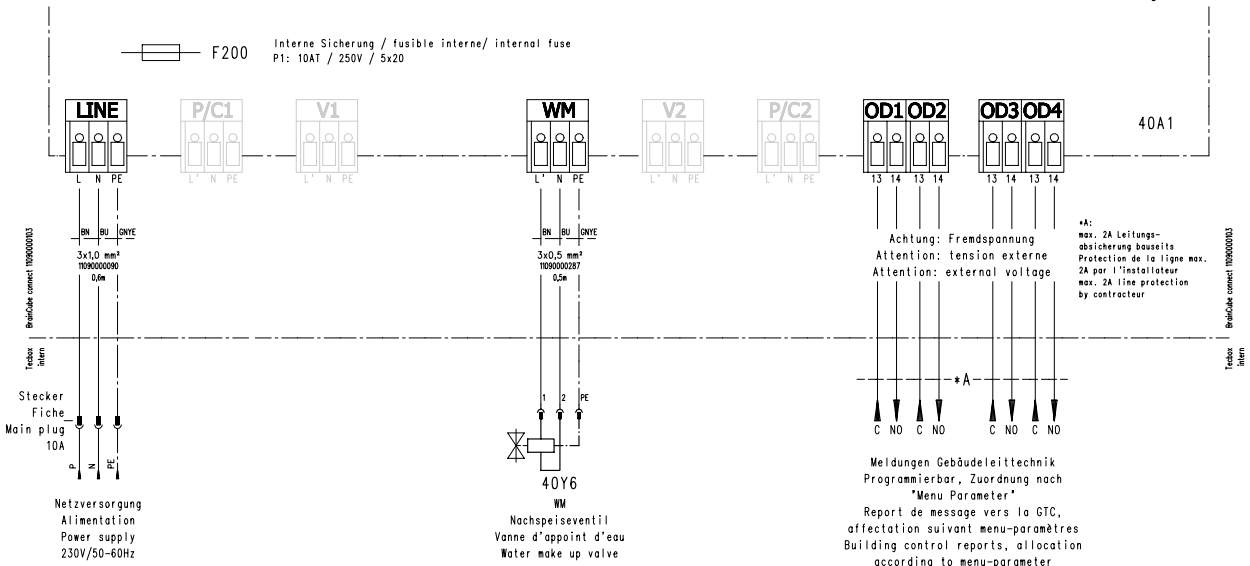 F200
Interne Sicherung / fusible interne/ internal fuse
P1: 10AT / 250V / 5x20
LINE
P/C1
V1
WM
V2
P/C2
OD1 OD2
OD3 OD4
40A1
L N PE
L' N PE
L' N PE
L' N PE
L' N PE
L' N PE
13 14 13 14
13 14 13 14
BN BU GNYE
3x1,0 mm²
11090000090
0,6m
BN BU GNYE
3x0,5 mm²
11090000287
0,5m
Achtung: Fremdspannung
Attention: tension externe
Attention: external voltage
*A:
max. 2A Leitungs-
absicherung bauseits
Protection de la ligne max.
2A par l'installateur
max. 2A line protection
by contracteur
BrainCube connect 11090000103
BrainCube connect 11090000103
Tecbox
intern
Tecbox
intern
*A
Stecker
Fiche
Main plug
10A
P N PE
1 2 PE
C NO C NO
C NO C NO
Netzversorgung
Alimentation
Power supply
230V/50-60Hz
40Y6
WM
Nachspeiseventil
Vanne d'appoint d'eau
Water make up valve
Meldungen Gebäudeleittechnik
Programmierbar, Zuordnung nach
"Menu Parameter"
Report de message vers la GTC,
affectation suivant menu-paramètres
Building control reports, allocation
according to menu-parameter